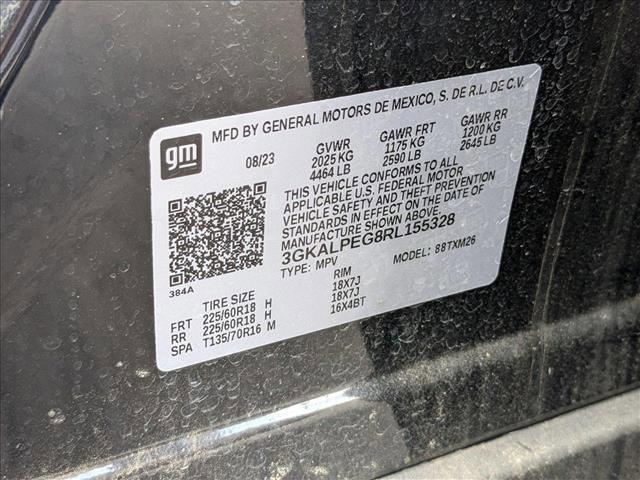 gm
MFD BY GENERAL MOTORS DE MEXICO, S. DE R.L. DE C.V.
08/23 GVWR GAWR FRT GAWR RR
2025 KG 1175 KG 1200 KG
4464 LB 2590 LB 2645 LB
THIS VEHICLE CONFORMS TO ALL
APPLICABLE U.S. FEDERAL MOTOR
VEHICLE SAFETY AND THEFT PREVENTION
STANDARDS IN EFFECT ON THE DATE OF
MANUFACTURE SHOWN ABOVE
3GKALPEG8RL155328
TYPE: MPV MODEL: 88TXM26
384A
TIRE SIZE RIM
FRT 225/60R18 H 18X7J
RR 225/60R18 H 18X7J
SPA T135/70R16 M 16X4BT